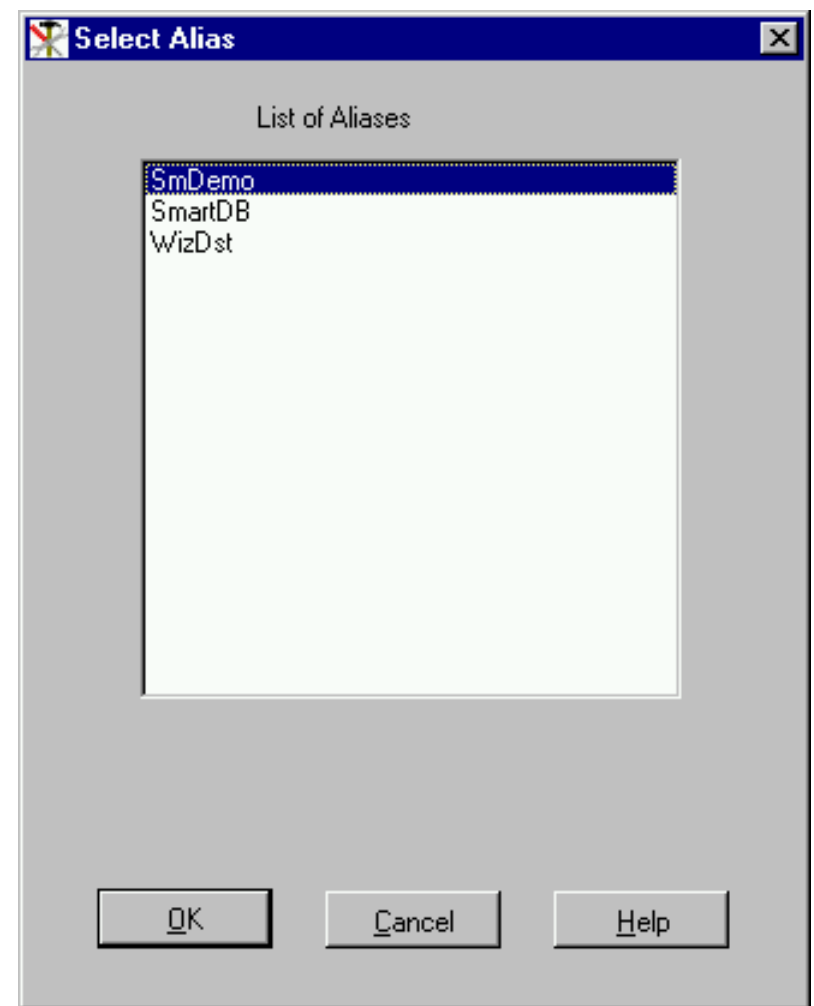 Select Alias
List of Aliases
SmDemo
SmartDB
WizDst
OK
Cancel
Help